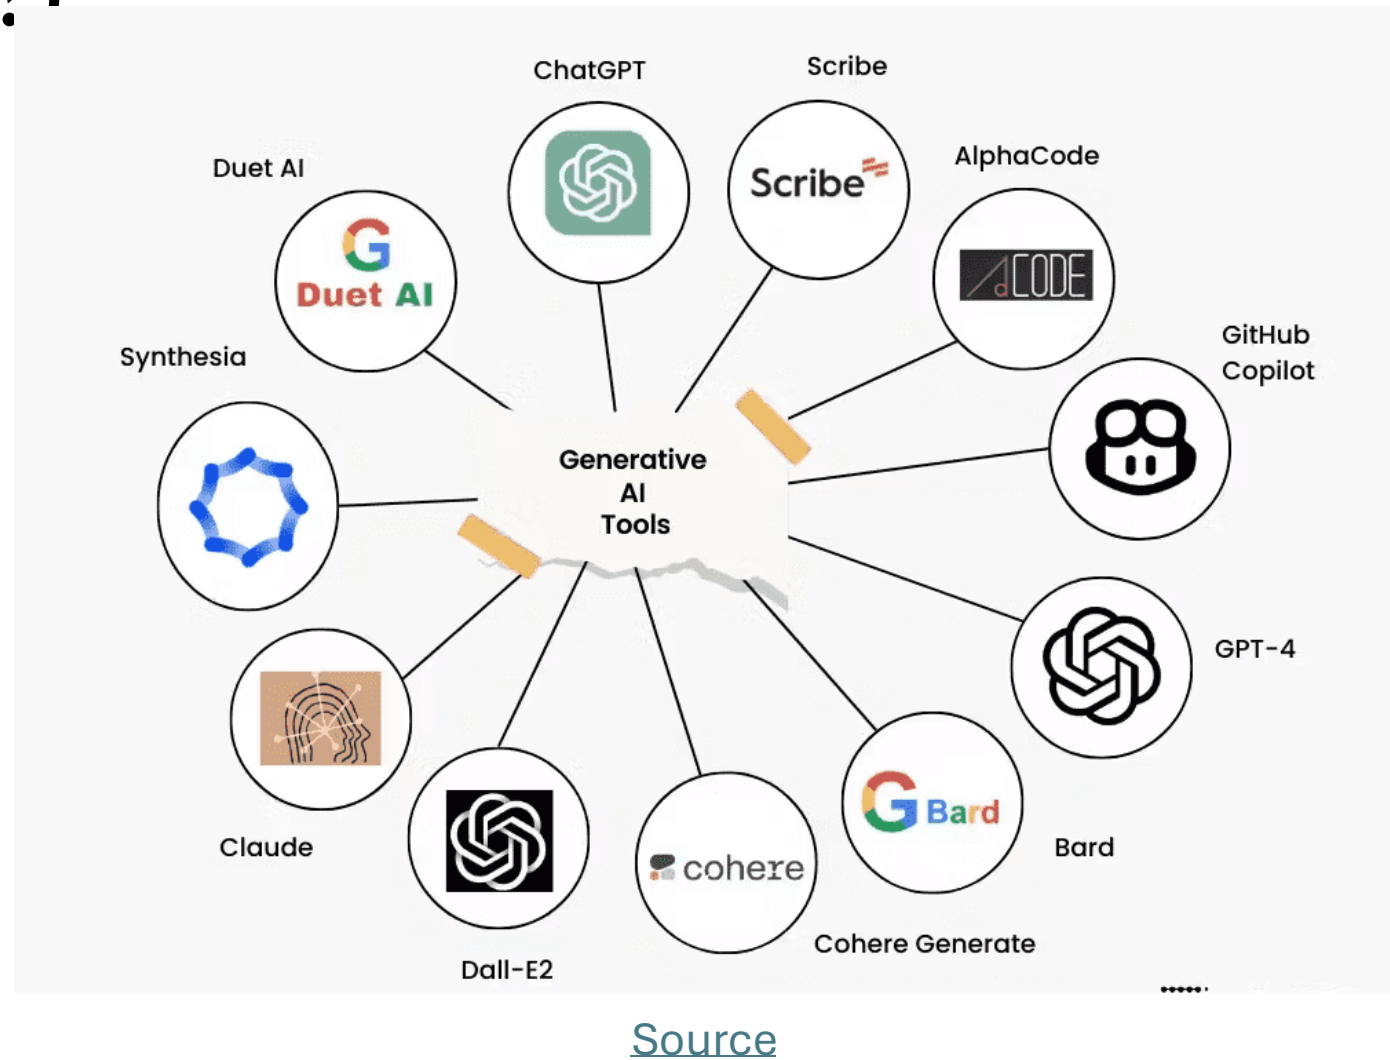 ChatGPT
Scribe
Duet AI
AlphaCode
Scribe
Duet AI
CODE
GitHub
Copilot
Synthesia
Generative
AI
Tools
GPT-4
Claude
Bard
Bard
cohere
Cohere Generate
Dall-E2
Source